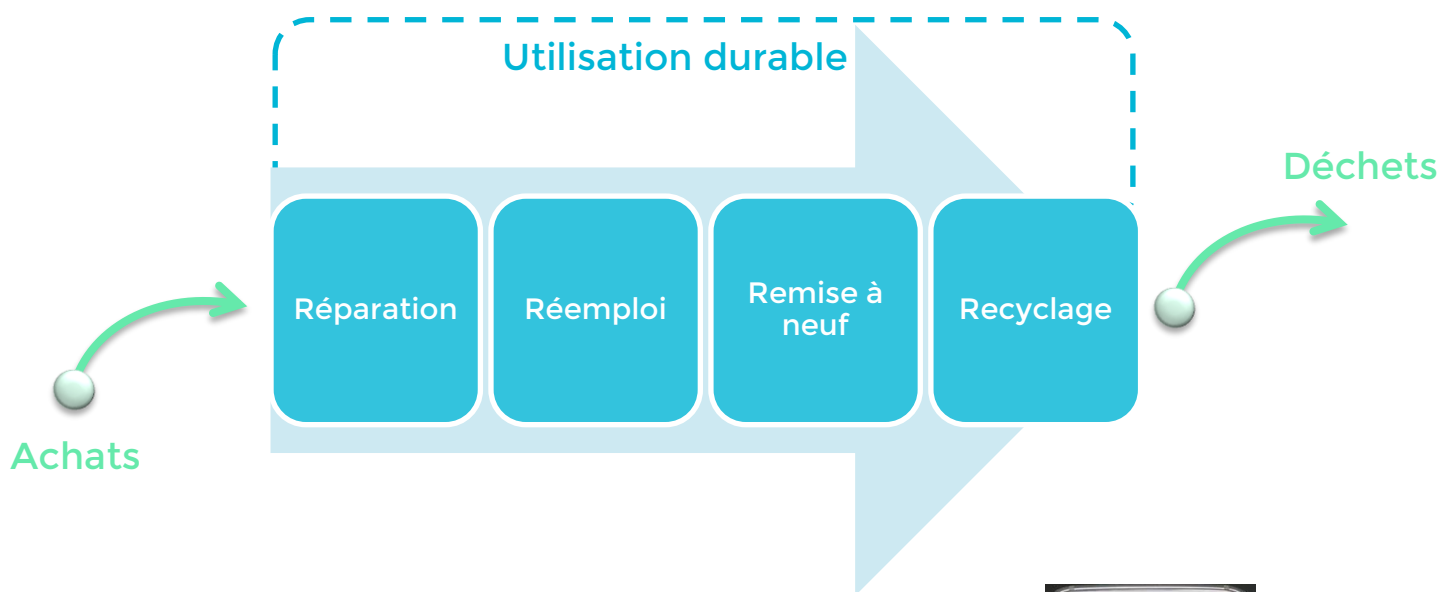 Utilisation durable
Déchets
Réparation
Réemploi
Remise à
neuf
Recyclage
Achats